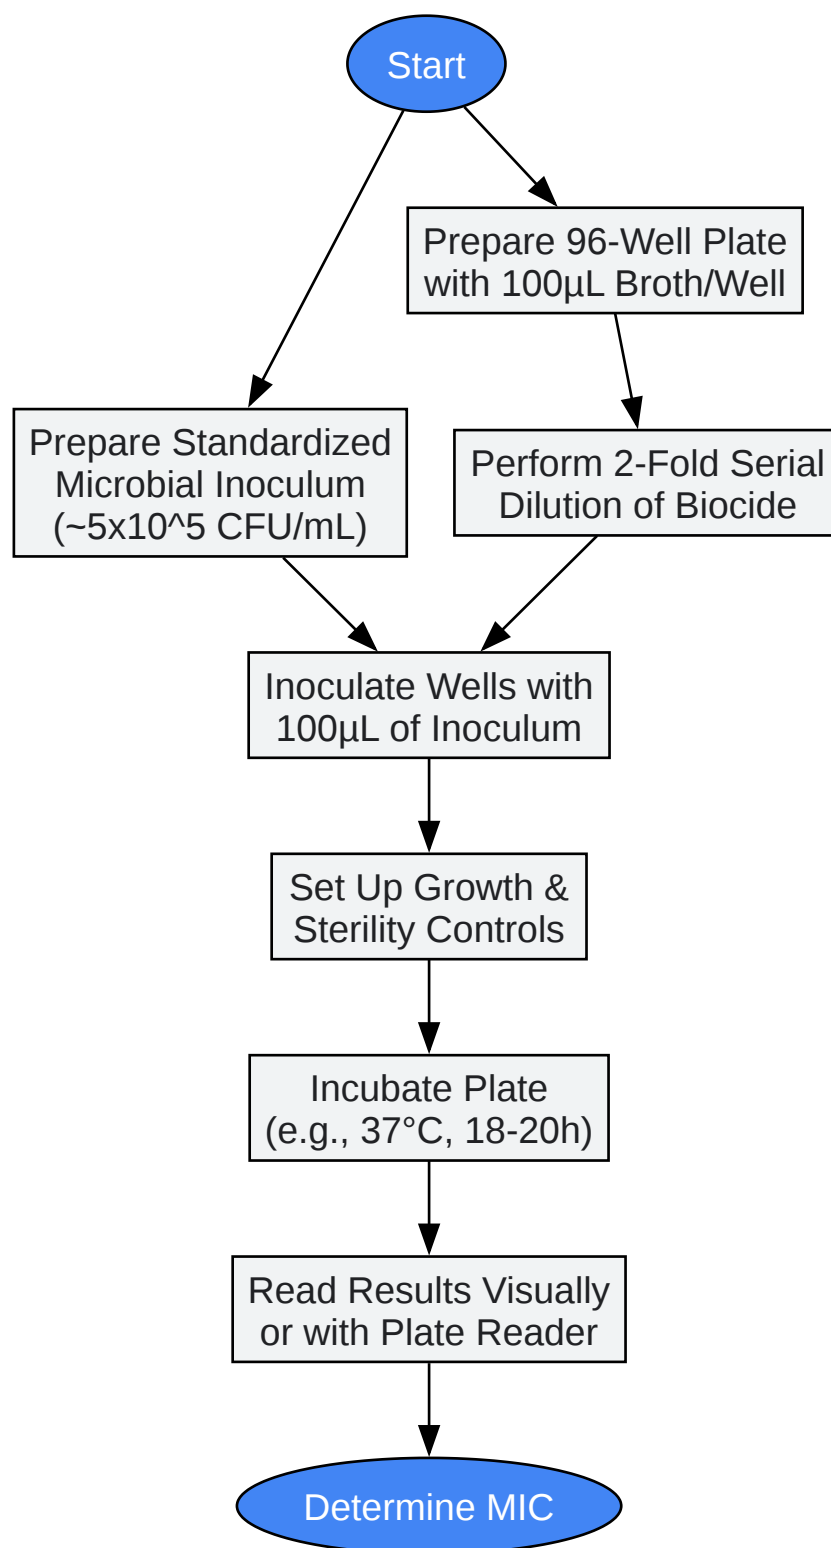 Start
Prepare 96-Well Plate
with 100µL Broth/Well
Prepare Standardized
Microbial Inoculum
(~5x10^5 CFU/mL)
Perform 2-Fold Serial
Dilution of Biocide
Inoculate Wells with
100µL of Inoculum
Set Up Growth &
Sterility Controls
Incubate Plate
(e.g., 37°C, 18-20h)
Read Results Visually
or with Plate Reader
Determine MIC